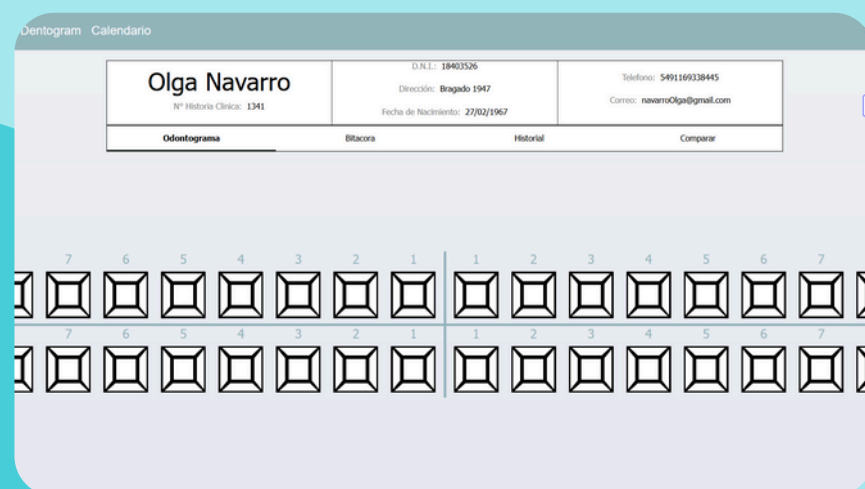 Dentogram Calendario
Olga Navarro
N° Historia Clinica: 1341
D.N.I.: 18403526
Dirección: Bragado 1947
Fecha de Nacimiento: 27/02/1967
Telefono: 5491169338445
Correo: navarroOlga@gmail.com
Odontograma Bitacora Historial Comparar
7 6 5 4 3 2 1 1 2 3 4 5 6 7
7 6 5 4 3 2 1 1 2 3 4 5 6 7